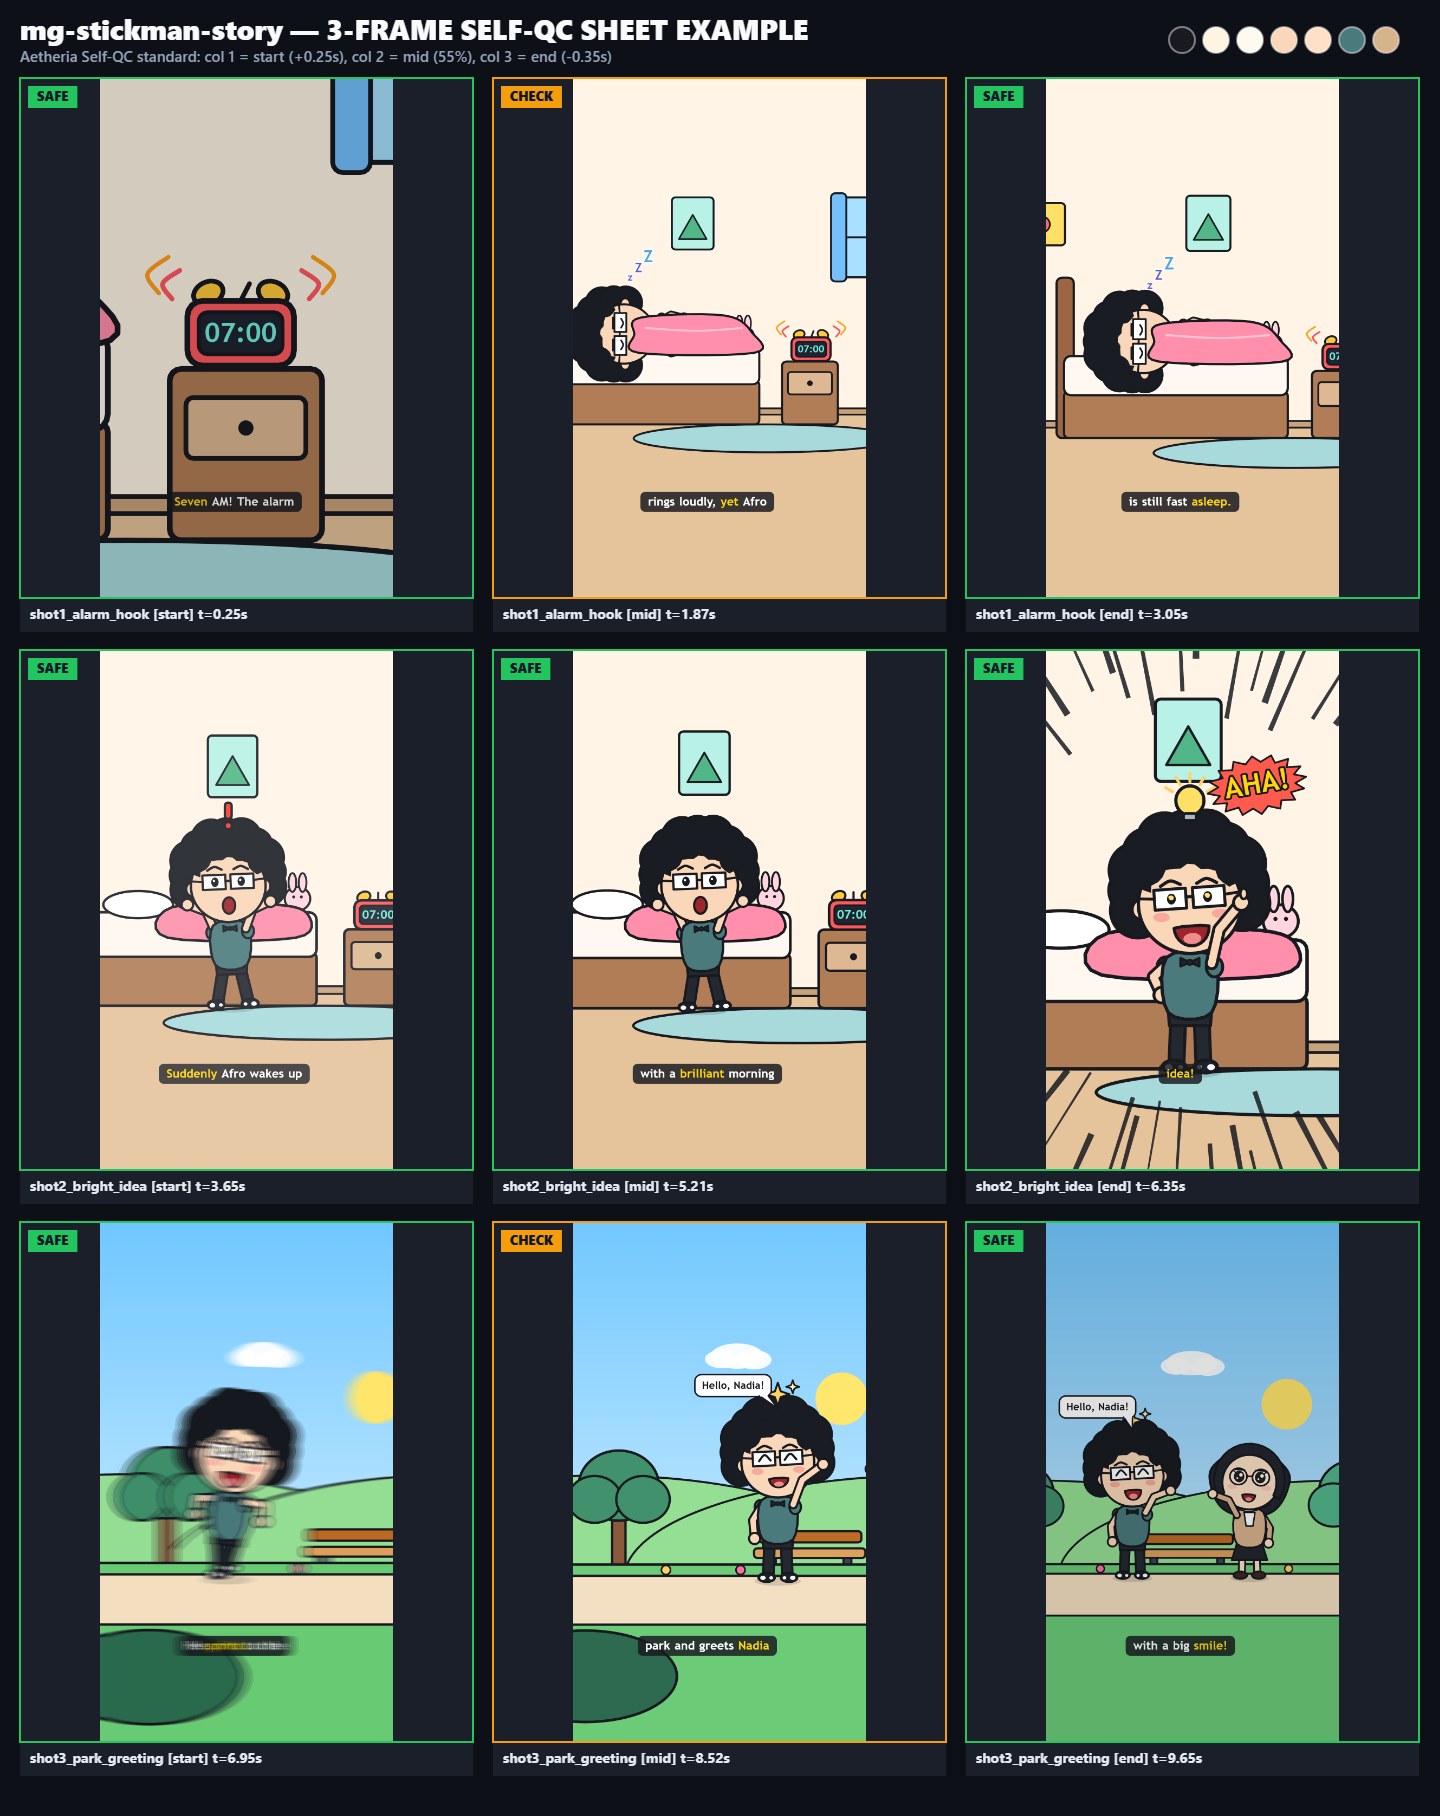 mg-stickman-story — 3-FRAME SELF-QC SHEET EXAMPLE
Aetheria Self-QC standard: col 1 = start (+0.25s), col 2 = mid (55%), col 3 = end (-0.35s)
SAFE
07:00
Seven AM! The alarm
shot1_alarm_hook [start] t=0.25s
CHECK
z z Z
07:00
rings loudly, yet Afro
shot1_alarm_hook [mid] t=1.87s
SAFE
z z Z
07
is still fast asleep.
shot1_alarm_hook [end] t=3.05s
SAFE
!
07:00
Suddenly Afro wakes up
shot2_bright_idea [start] t=3.65s
SAFE
07:00
with a brilliant morning
shot2_bright_idea [mid] t=5.21s
SAFE
AHA!
idea!
shot2_bright_idea [end] t=6.35s
SAFE
shot3_park_greeting [start] t=6.95s
CHECK
Hello, Nadia!
park and greets Nadia
shot3_park_greeting [mid] t=8.52s
SAFE
Hello, Nadia!
with a big smile!
shot3_park_greeting [end] t=9.65s